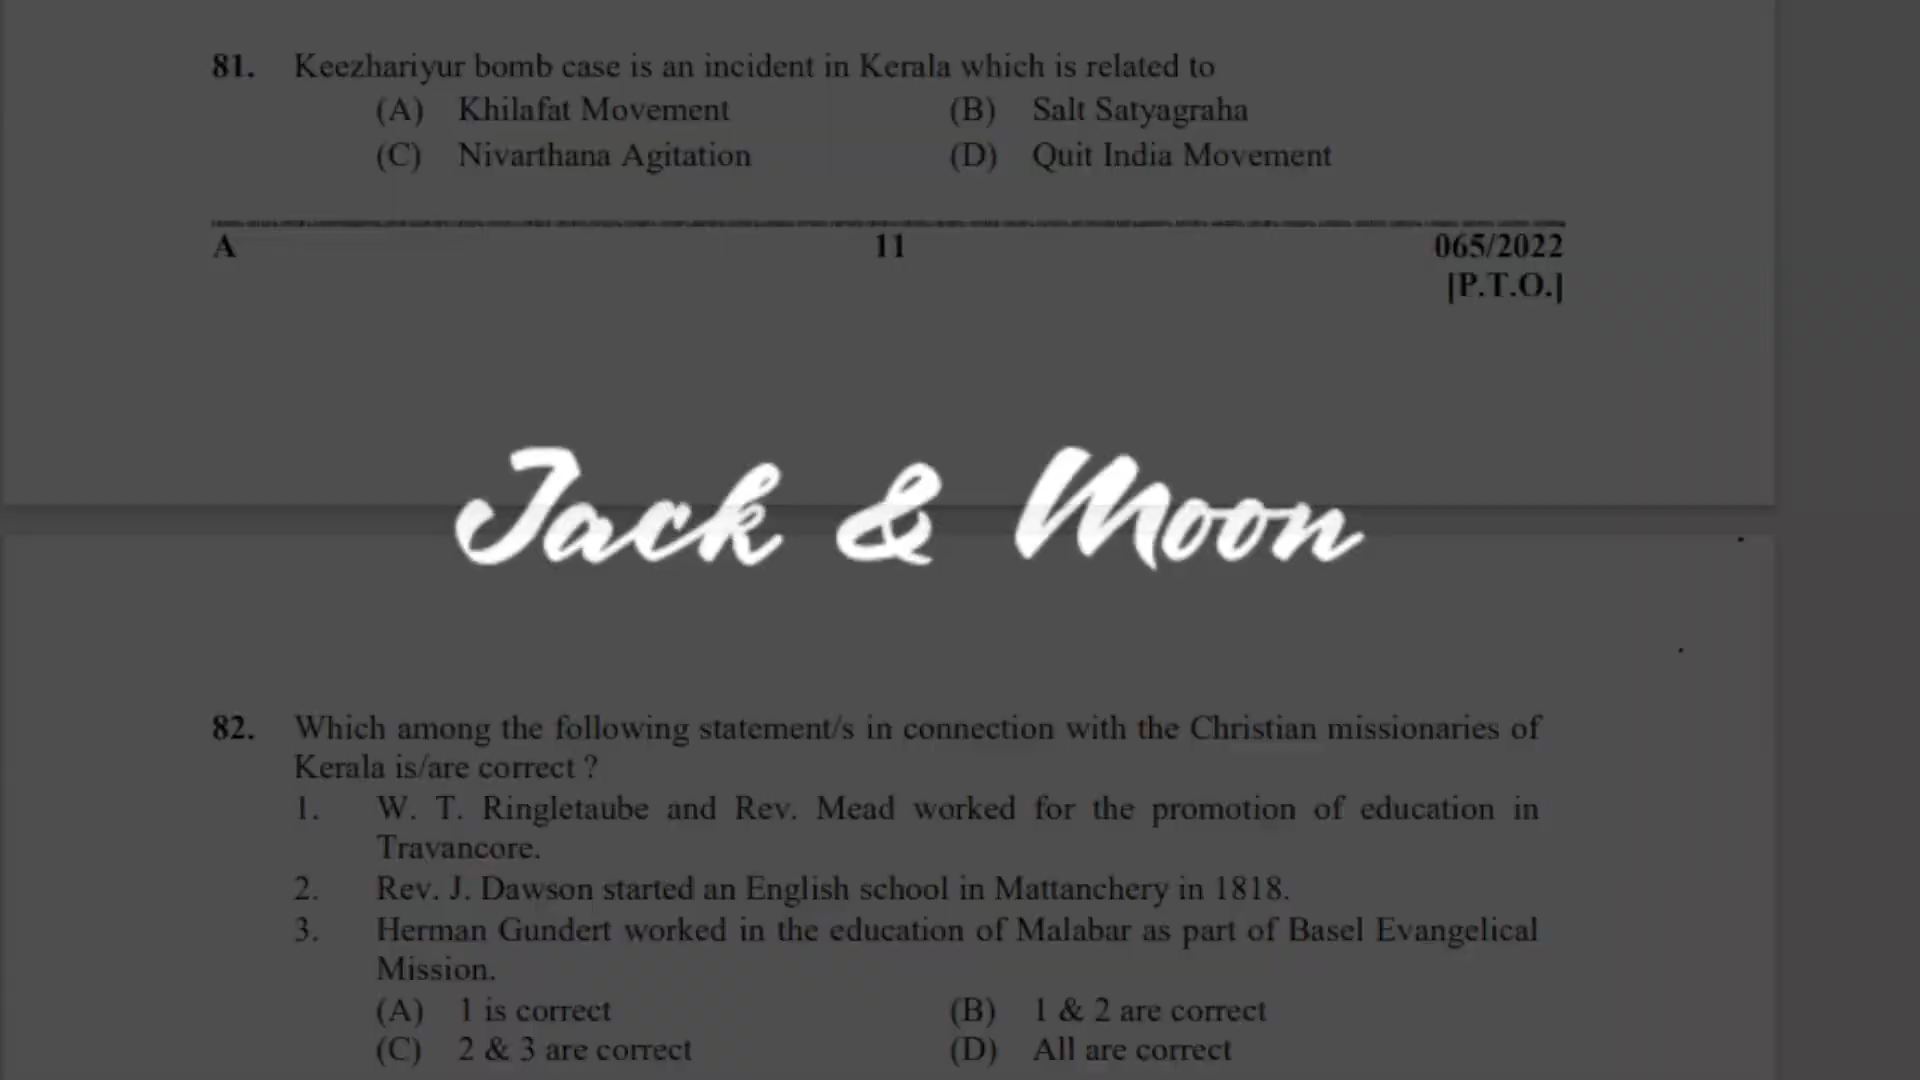 81. Keezhariyur bomb case is an incident in Kerala which is related to
(A) Khilafat Movement (B) Salt Satyagraha
(C) Nivarthana Agitation (D) Quit India Movement
A 11 065/2022
[P.T.O.]
Jack & Moon
82. Which among the following statement/s in connection with the Christian missionaries of
Kerala is/are correct ?
1. W. T. Ringletaube and Rev. Mead worked for the promotion of education in
Travancore.
2. Rev. J. Dawson started an English school in Mattanchery in 1818.
3. Herman Gundert worked in the education of Malabar as part of Basel Evangelical
Mission.
(A) 1 is correct (B) 1 & 2 are correct
(C) 2 & 3 are correct (D) All are correct